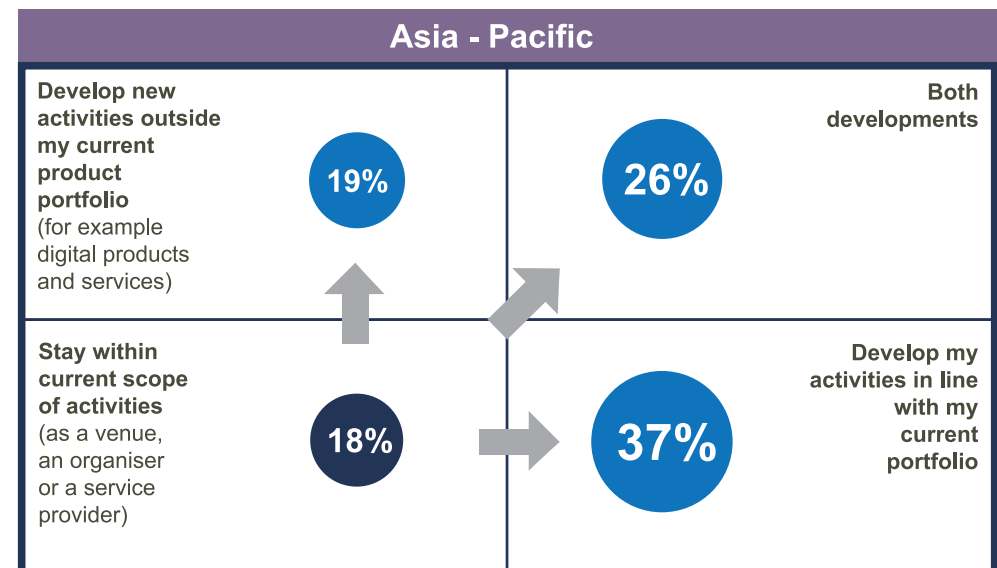 Asia - Pacific
Develop new
activities outside
my current
product
portfolio
(for example
digital products
and services)
19%
26%
Both
developments
Stay within
current scope
of activities
(as a venue,
an organiser
or a service
provider)
18%
37%
Develop my
activities in line
with my
current
portfolio